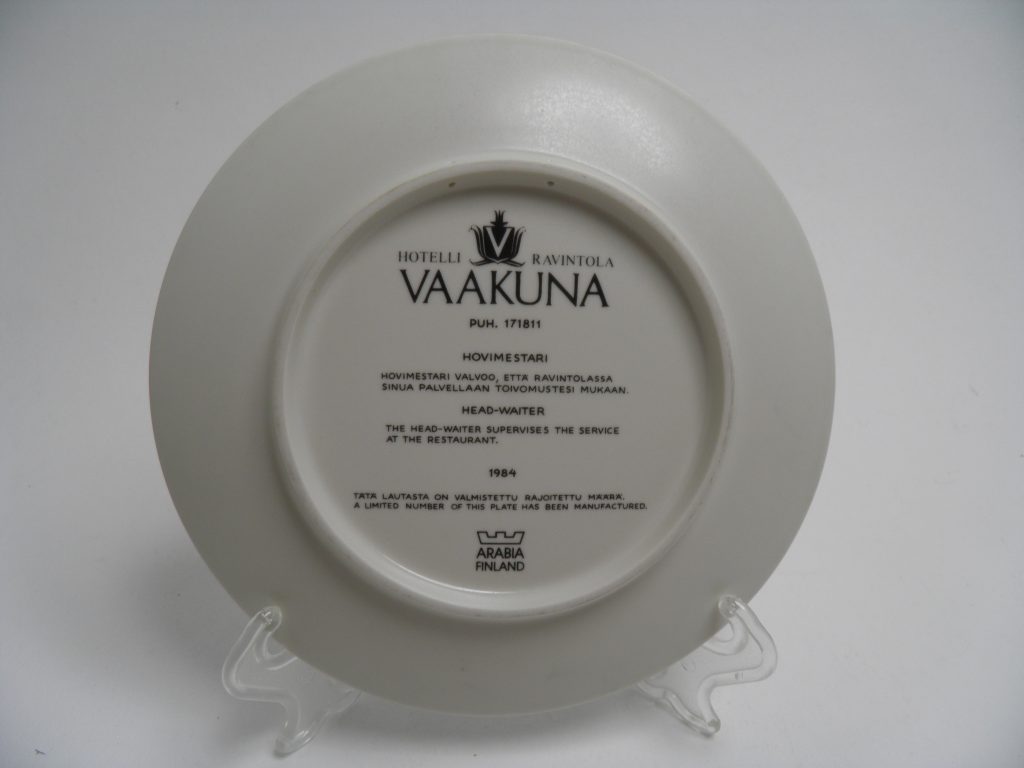 V
HOTELLI RAVINTOLA
VAAKUNA
PUH. 171811
HOVIMESTARI
HOVIMESTARI VALVOO, ETTÄ RAVINTOLASSA
SINUA PALVELLAAN TOIVOMUSTESI MUKAAN.
HEAD-WAITER
THE HEAD-WAITER SUPERVISES THE SERVICE
AT THE RESTAURANT.
1984
TÄTÄ LAUTASTA ON VALMISTETTU RAJOITETTU MÄÄRÄ.
A LIMITED NUMBER OF THIS PLATE HAS BEEN MANUFACTURED.
ARABIA
FINLAND